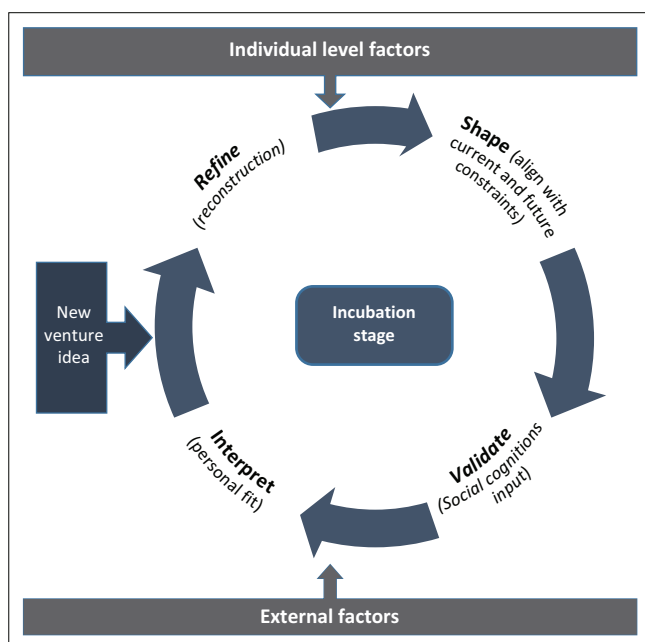 Individual level factors
Refine
(reconstruction)
Shape (align with
current and future
constraints)
New
venture
idea
Incubation
stage
Interpret
(personal fit)
Validate
(Social cognitions
input)
External factors